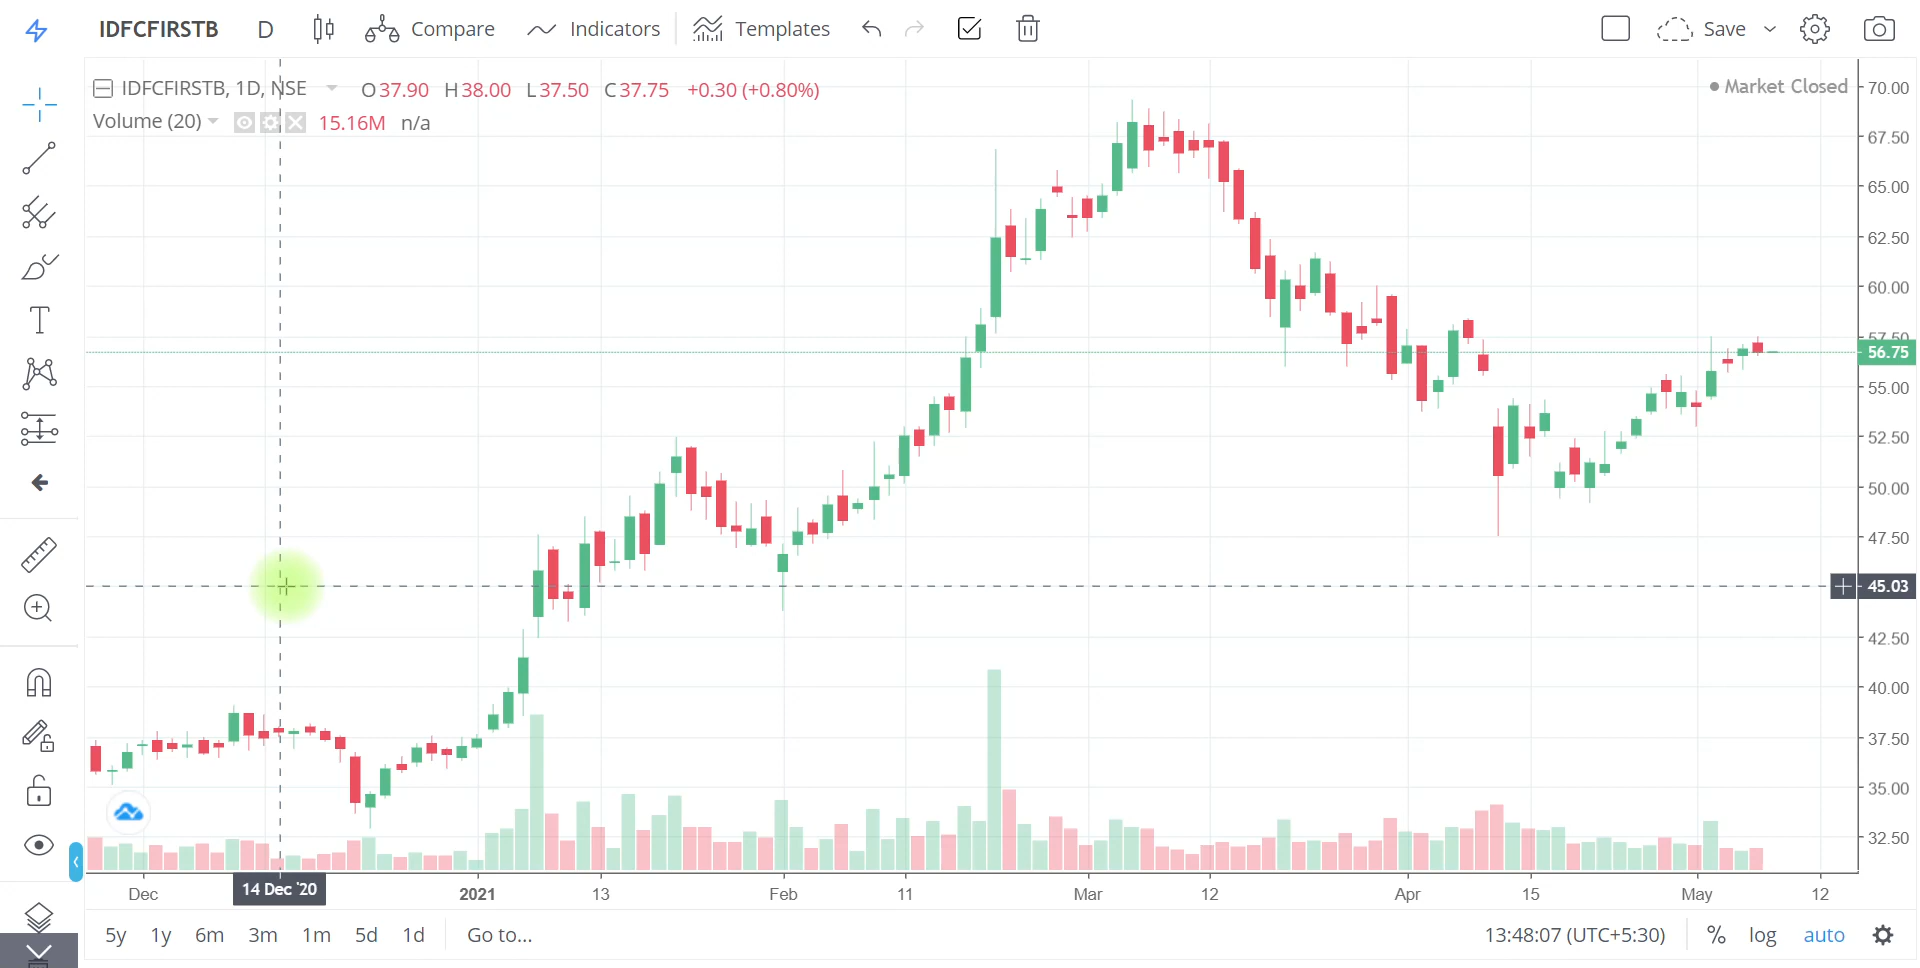 IDFCFIRSTB D Compare Indicators Templates Save
IDFCFIRSTB, 1D, NSE O37.90 H38.00 L37.50 C37.75 +0.30 (+0.80%)
Market Closed
Volume (20) 15.16M n/a
70.00
67.50
65.00
62.50
60.00
57.50
56.75
55.00
52.50
50.00
47.50
45.03
42.50
40.00
37.50
35.00
32.50
Dec 14 Dec '20 2021 13 Feb 11 Mar 12 Apr 15 May 12
5y 1y 6m 3m 1m 5d 1d Go to... 13:48:07 (UTC+5:30) % log auto